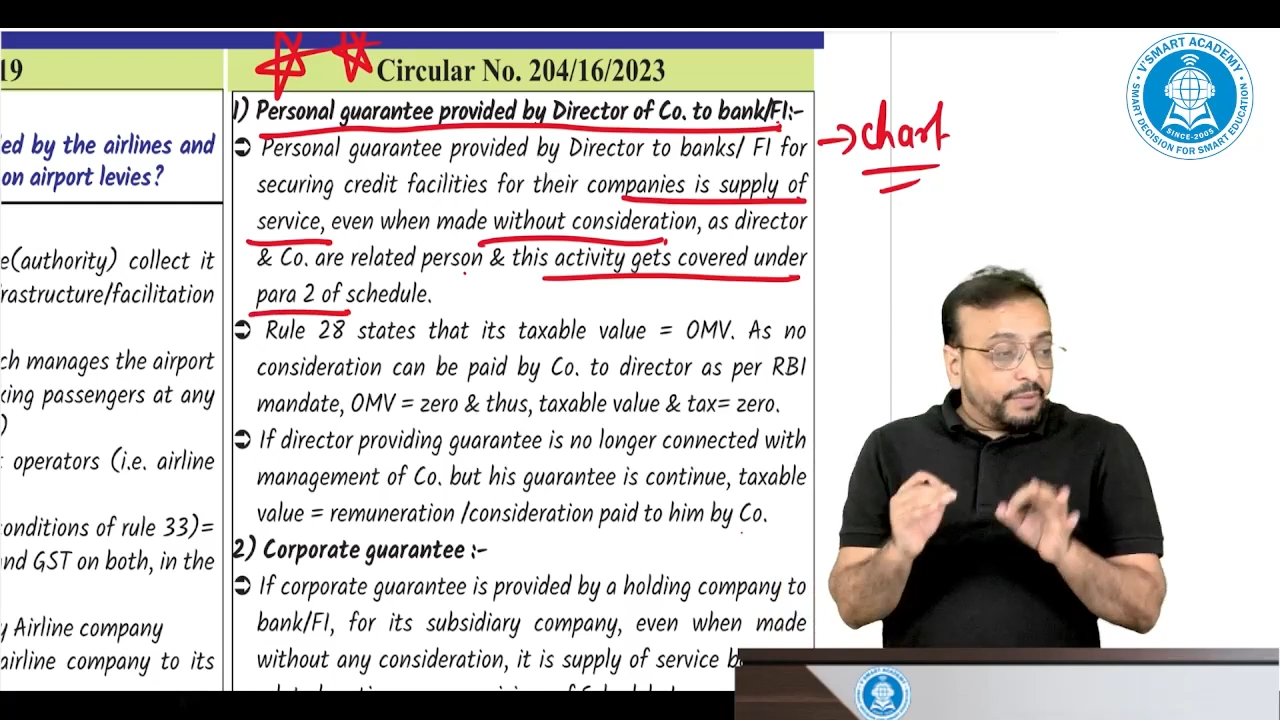 19
ed by the airlines and
on airport levies?
e(authority) collect it
rastructure/facilitation
ch manages the airport
king passengers at any
)
operators (i.e. airline
onditions of rule 33)=
nd GST on both, in the
y Airline company
airline company to its
Circular No. 204/16/2023
1) Personal guarantee provided by Director of Co. to bank/FI:-
➲ Personal guarantee provided by Director to banks/ FI for
securing credit facilities for their companies is supply of
service, even when made without consideration, as director
& Co. are related person & this activity gets covered under
para 2 of schedule.
➲ Rule 28 states that its taxable value = OMV. As no
consideration can be paid by Co. to director as per RBI
mandate, OMV = zero & thus, taxable value & tax= zero.
➲ If director providing guarantee is no longer connected with
management of Co. but his guarantee is continue, taxable
value = remuneration /consideration paid to him by Co.
2) Corporate guarantee :-
➲ If corporate guarantee is provided by a holding company to
bank/FI, for its subsidiary company, even when made
without any consideration, it is supply of service b
→ chart
V'SMART ACADEMY
SINCE-2005
SMART DECISION FOR SMART EDUCATION